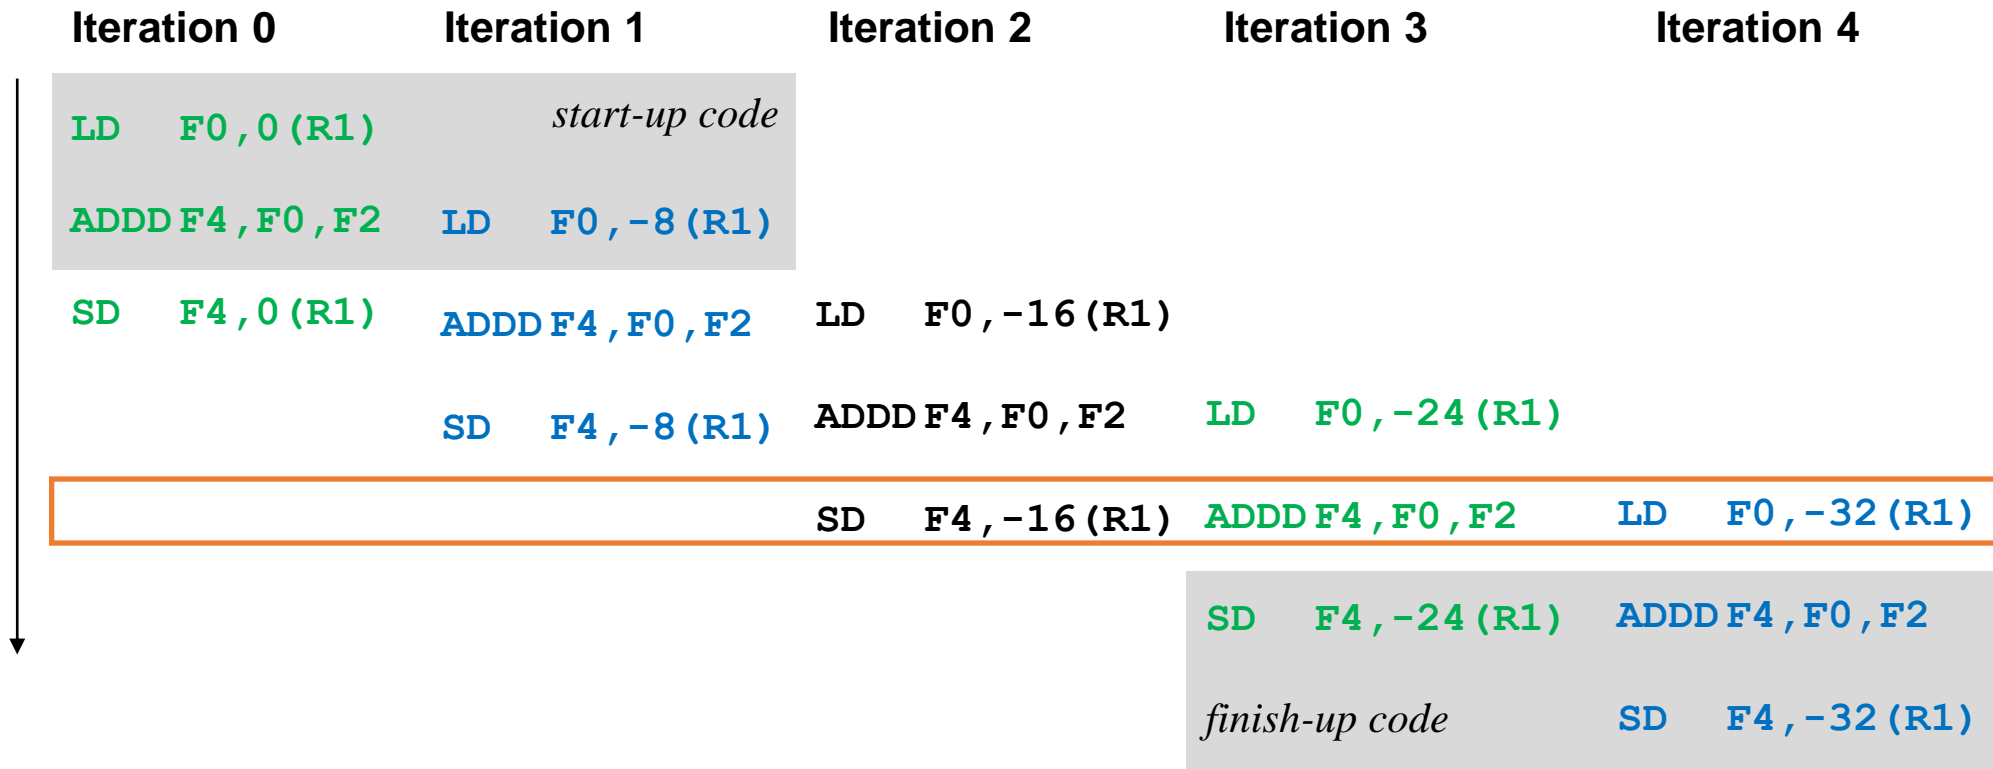 Iteration 0 Iteration 1 Iteration 2 Iteration 3 Iteration 4
LD F0,0(R1) start-up code
ADDD F4,F0,F2 LD F0,-8(R1)
SD F4,0(R1) ADDD F4,F0,F2 LD F0,-16(R1)
SD F4,-8(R1) ADDD F4,F0,F2 LD F0,-24(R1)
SD F4,-16(R1) ADDD F4,F0,F2 LD F0,-32(R1)
SD F4,-24(R1) ADDD F4,F0,F2
finish-up code SD F4,-32(R1)